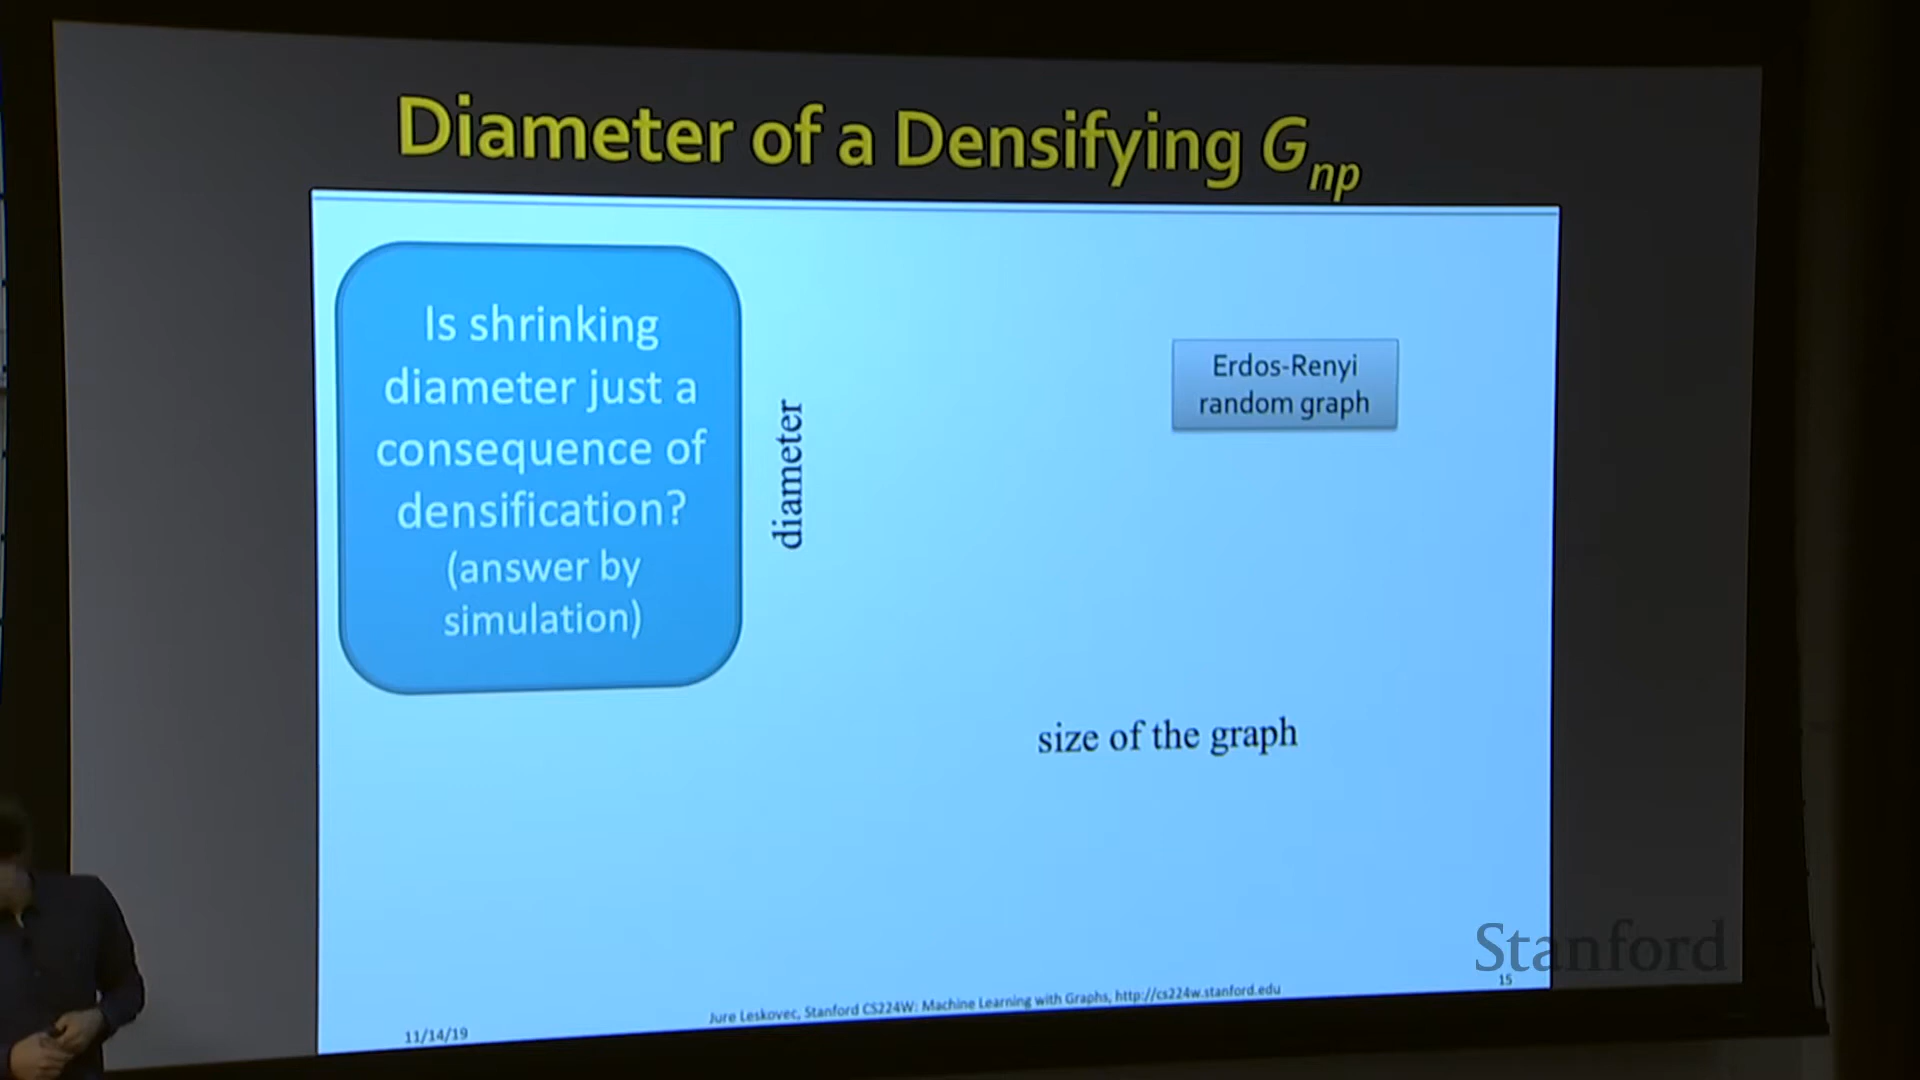 Diameter of a Densifying Gnp
Is shrinking
diameter just a
consequence of
densification?
(answer by
simulation)
diameter
Erdos-Renyi
random graph
size of the graph
Stanford
15
Jure Leskovec, Stanford CS224W: Machine Learning with Graphs, http://cs224w.stanford.edu
11/14/19